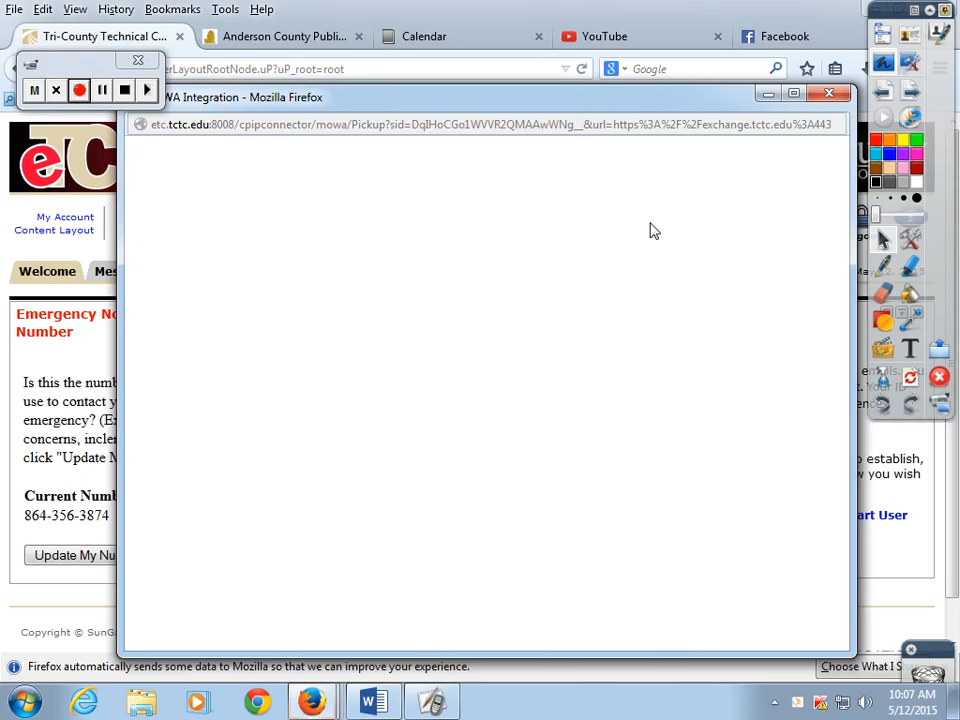 File Edit View History Bookmarks Tools Help
Tri-County Technical C... Anderson County Publi... Calendar YouTube Facebook
erLayoutRootNode.uP?uP_root=root Google
M
WA Integration - Mozilla Firefox
etc.tctc.edu:8008/cpipconnector/mowa/Pickup?sid=DqIHoCGo1WVVR2QMAAwWNg__&url=https%3A%2F%2Fexchange.tctc.edu%3A443
eTC
My Account
Content Layout
Welcome Mes
Emergency No
Number
Is this the numb
use to contact y
emergency? (Ex
concerns, inclem
click "Update M
to establish,
w you wish
Current Numb
864-356-3874
art User
Update My Nu
Copyright © SunGa
Firefox automatically sends some data to Mozilla so that we can improve your experience.
Choose What I S
T
10:07 AM
5/12/2015